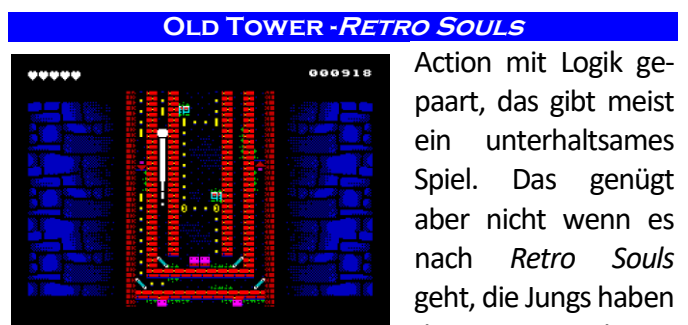 OLD TOWER -RETRO SOULS
000918
Action mit Logik ge-
paart, das gibt meist
ein unterhaltsames
Spiel. Das genügt
aber nicht wenn es
nach Retro Souls
geht, die Jungs haben